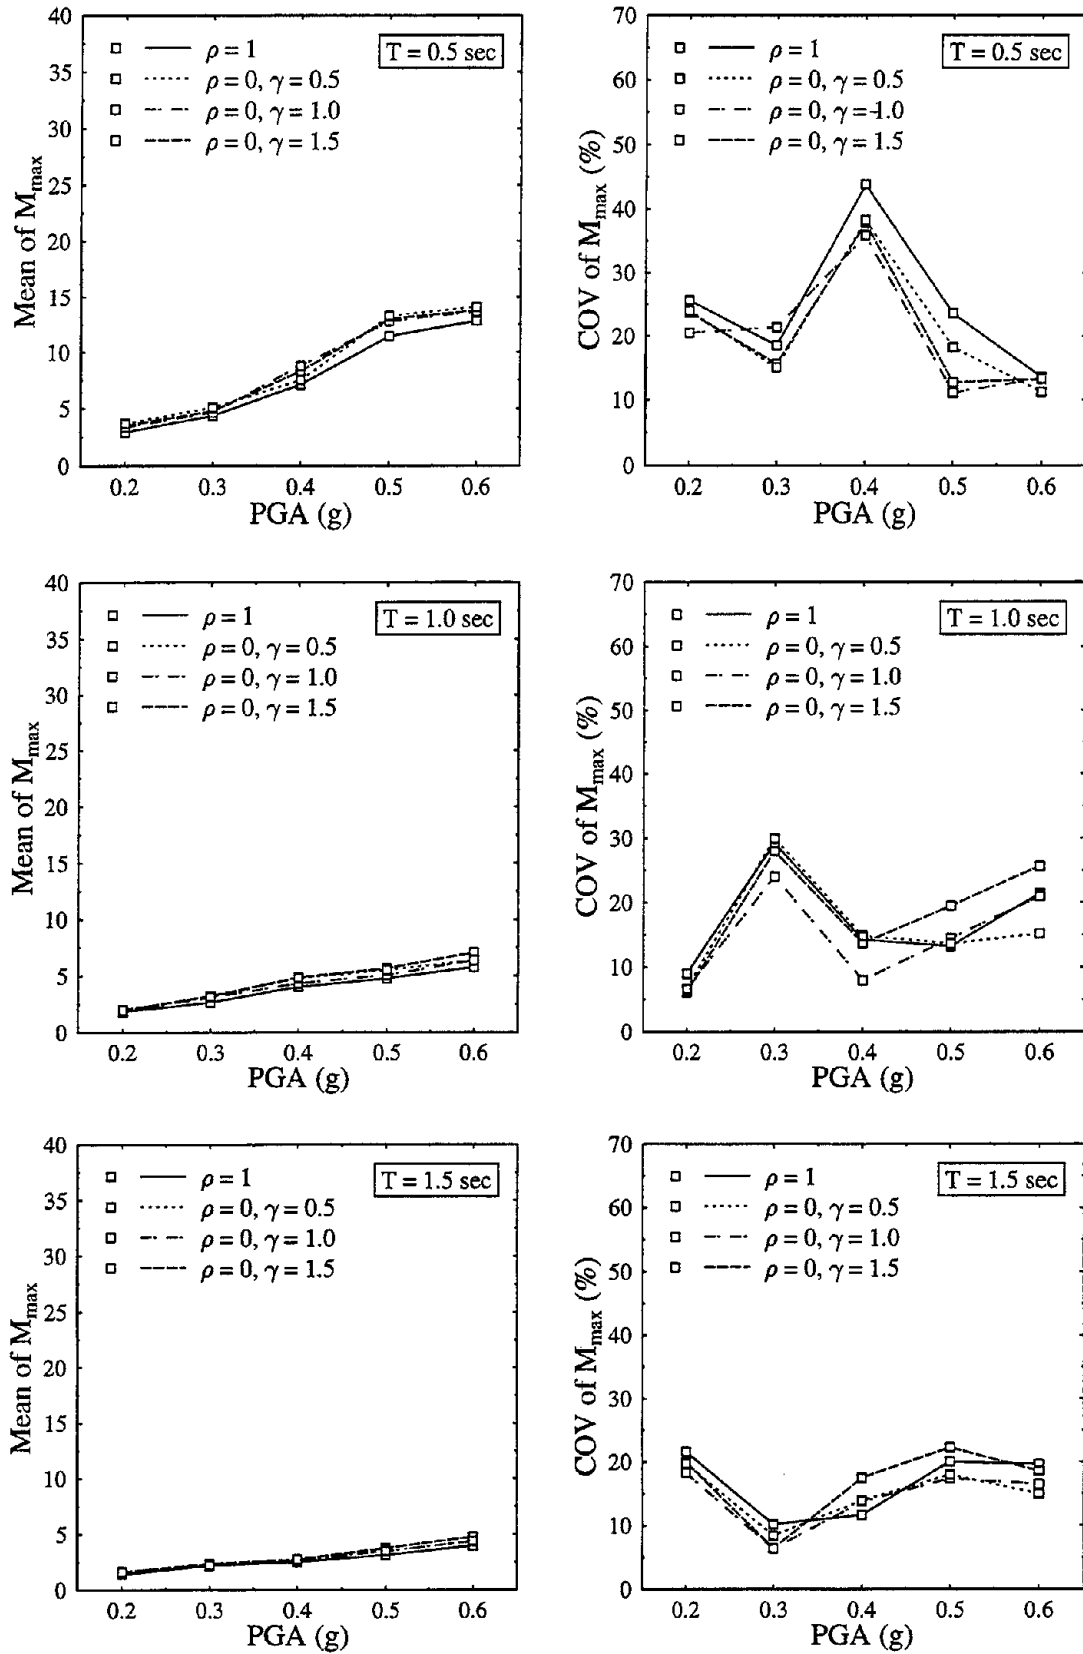 40
35
30
25
20
15
10
5
0
Mean of M_max
ρ = 1
ρ = 0, γ = 0.5
ρ = 0, γ = 1.0
ρ = 0, γ = 1.5
T = 0.5 sec
0.2 0.3 0.4 0.5 0.6
PGA (g)
70
60
50
40
30
20
10
0
COV of M_max (%)
ρ = 1
ρ = 0, γ = 0.5
ρ = 0, γ = 1.0
ρ = 0, γ = 1.5
T = 0.5 sec
0.2 0.3 0.4 0.5 0.6
PGA (g)
40
35
30
25
20
15
10
5
0
Mean of M_max
ρ = 1
ρ = 0, γ = 0.5
ρ = 0, γ = 1.0
ρ = 0, γ = 1.5
T = 1.0 sec
0.2 0.3 0.4 0.5 0.6
PGA (g)
70
60
50
40
30
20
10
0
COV of M_max (%)
ρ = 1
ρ = 0, γ = 0.5
ρ = 0, γ = 1.0
ρ = 0, γ = 1.5
T = 1.0 sec
0.2 0.3 0.4 0.5 0.6
PGA (g)
40
35
30
25
20
15
10
5
0
Mean of M_max
ρ = 1
ρ = 0, γ = 0.5
ρ = 0, γ = 1.0
ρ = 0, γ = 1.5
T = 1.5 sec
0.2 0.3 0.4 0.5 0.6
PGA (g)
70
60
50
40
30
20
10
0
COV of M_max (%)
ρ = 1
ρ = 0, γ = 0.5
ρ = 0, γ = 1.0
ρ = 0, γ = 1.5
T = 1.5 sec
0.2 0.3 0.4 0.5 0.6
PGA (g)